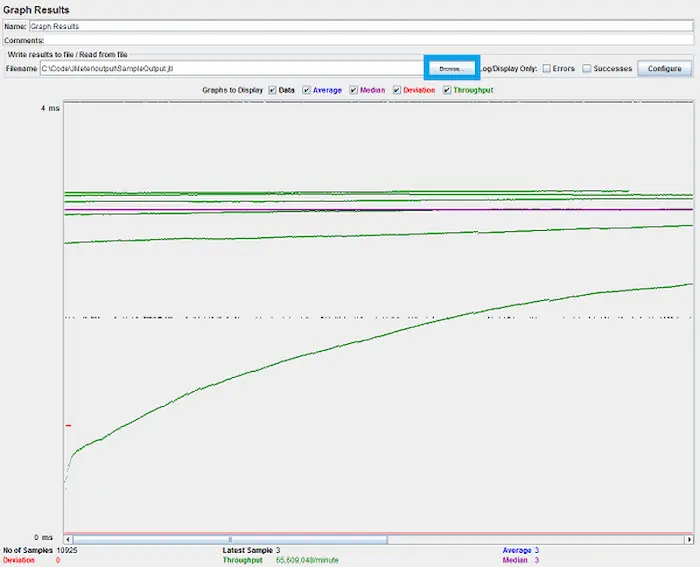 Graph Results
Name: Graph Results
Comments:
Write results to file / Read from file
Filename C:\Code\JMeter\output\SampleOutput.jtl Browse... Log/Display Only: Errors Successes Configure
Graphs to Display Data Average Median Deviation Throughput
4 ms
0 ms
No of Samples 10925 Latest Sample 3 Average 3
Deviation 0 Throughput 65,609.048/minute Median 3